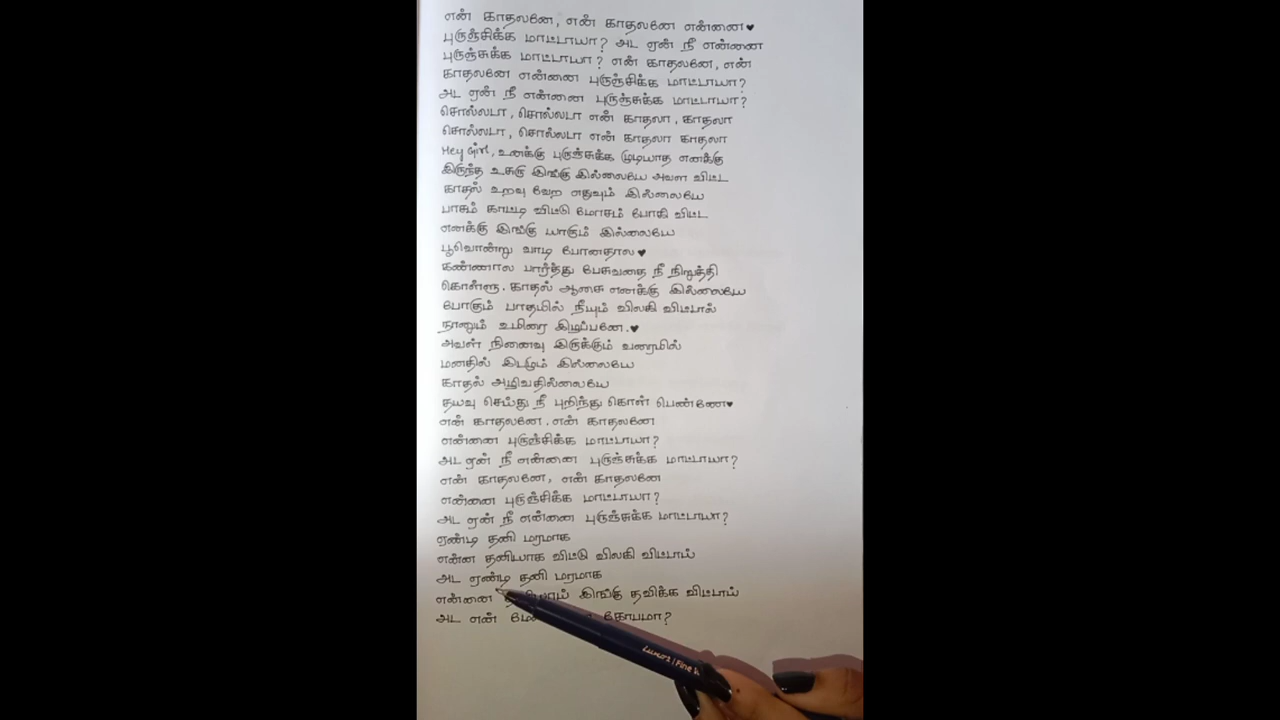 என் காதலனே, என் காதலனே என்னை♥
புருஞ்சிக்க மாட்டாயா? அட ஏன் நீ என்னை
புருஞ்சுக்க மாட்டாயா? என் காதலனே, என்
காதலனே என்னை புருஞ்சிக்க மாட்டாயா?
அட ஏன் நீ என்னை புருஞ்சுக்க மாட்டாயா?
சொல்லடா, சொல்லடா என் காதலா, காதலா
சொல்லடா, சொல்லடா என் காதலா காதலா
Hey Girl, உனக்கு புருஞ்சுக்க முடியாத எனக்கு
இருந்த உசுரு இங்கு இல்லையே அவள விட்ட
காதல் உறவு வேற எதுவும் இல்லையே
பாசம் காட்டி விட்டு மோசம் போகி விட்ட
எனக்கு இங்கு யாரும் இல்லையே
பூவொன்று வாடி போனதால♥
கண்ணால பார்த்து பேசுவதை நீ நிறுத்தி
கொள்ளு. காதல் ஆசை எனக்கு இல்லையே
போகும் பாதயில் நீயும் விலகி விட்டால்
நானும் உயிரை இழப்பனே.♥
அவள் நினைவு இருக்கும் வரையில்
மனதில் இடமும் இல்லையே
காதல் அழிவதில்லையே
தயவு செய்து நீ புறிந்து கொள் பெண்ணே♥
என் காதலனே, என் காதலனே
என்னை புருஞ்சிக்க மாட்டாயா?
அட ஏன் நீ என்னை புருஞ்சுக்க மாட்டாயா?
என் காதலனே, என் காதலனே
என்னை புருஞ்சிக்க மாட்டாயா?
அட ஏன் நீ என்னை புருஞ்சுக்க மாட்டாயா?
ஏண்டி தனி மரமாக
என்ன தனியாக விட்டு விலகி விட்டாய்
அட ஏண்டி தனி மரமாக
என்னை இங்கு தவிக்க விட்டாய்
அட என் கோபமா?
Luxor | Fine